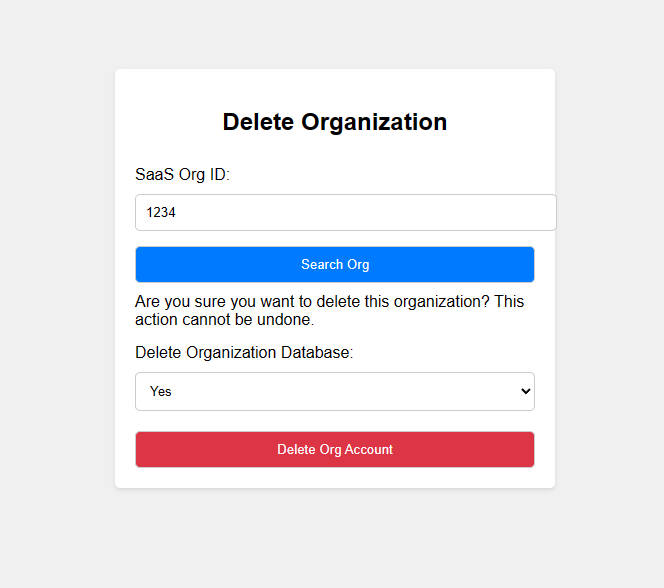 Delete Organization
SaaS Org ID:
1234
Search Org
Are you sure you want to delete this organization? This
action cannot be undone.
Delete Organization Database:
Yes
Delete Org Account